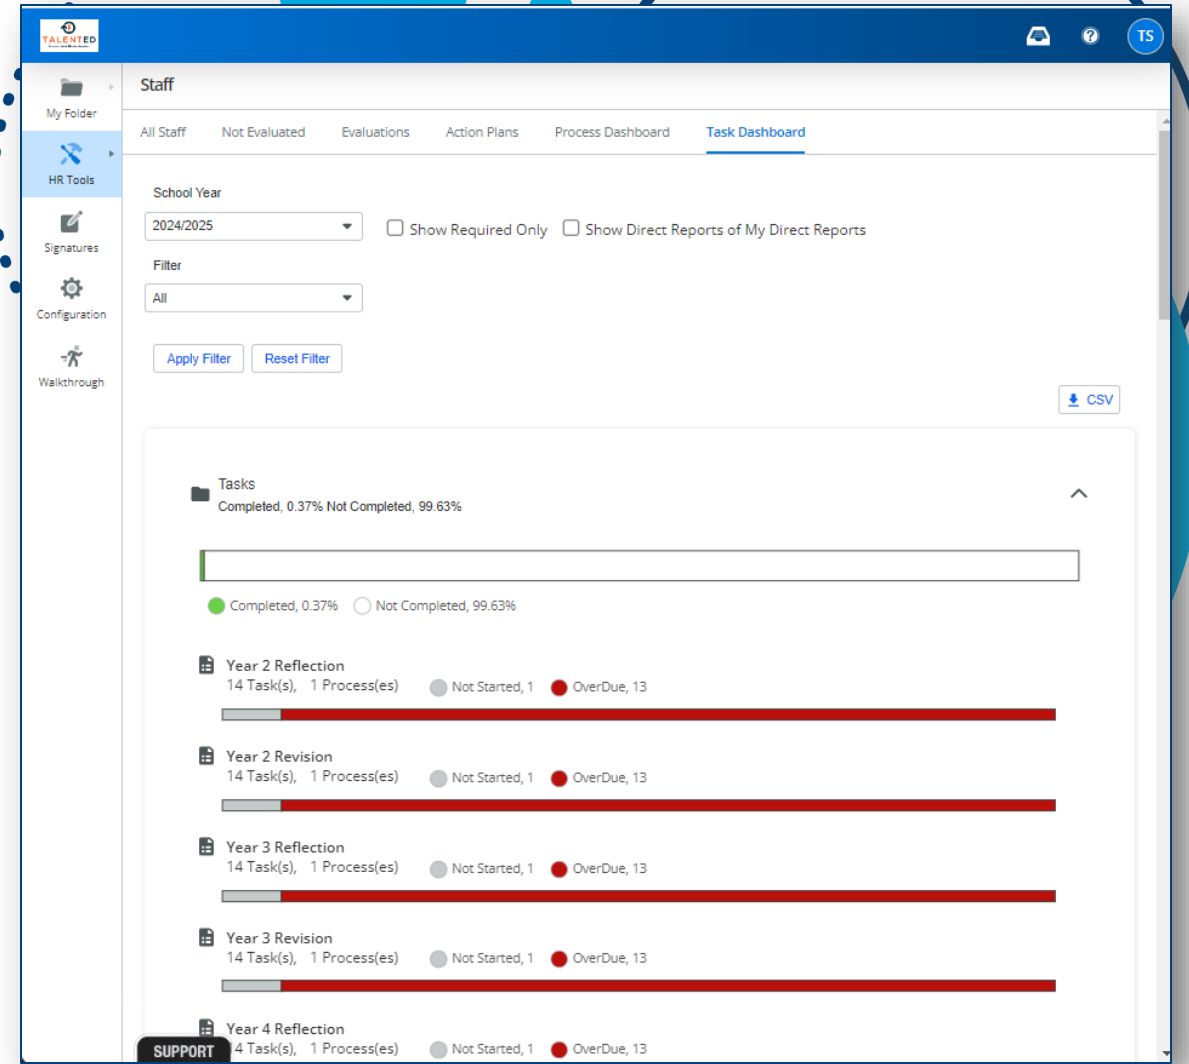 TALENTED
TS
My Folder
HR Tools
Signatures
Configuration
Walkthrough
Staff
All Staff Not Evaluated Evaluations Action Plans Process Dashboard Task Dashboard
School Year
2024/2025
Show Required Only Show Direct Reports of My Direct Reports
Filter
All
Apply Filter Reset Filter
CSV
Tasks
Completed, 0.37% Not Completed, 99.63%
Completed, 0.37% Not Completed, 99.63%
Year 2 Reflection
14 Task(s), 1 Process(es) Not Started, 1 OverDue, 13
Year 2 Revision
14 Task(s), 1 Process(es) Not Started, 1 OverDue, 13
Year 3 Reflection
14 Task(s), 1 Process(es) Not Started, 1 OverDue, 13
Year 3 Revision
14 Task(s), 1 Process(es) Not Started, 1 OverDue, 13
Year 4 Reflection
4 Task(s), 1 Process(es) Not Started, 1 OverDue, 13
SUPPORT